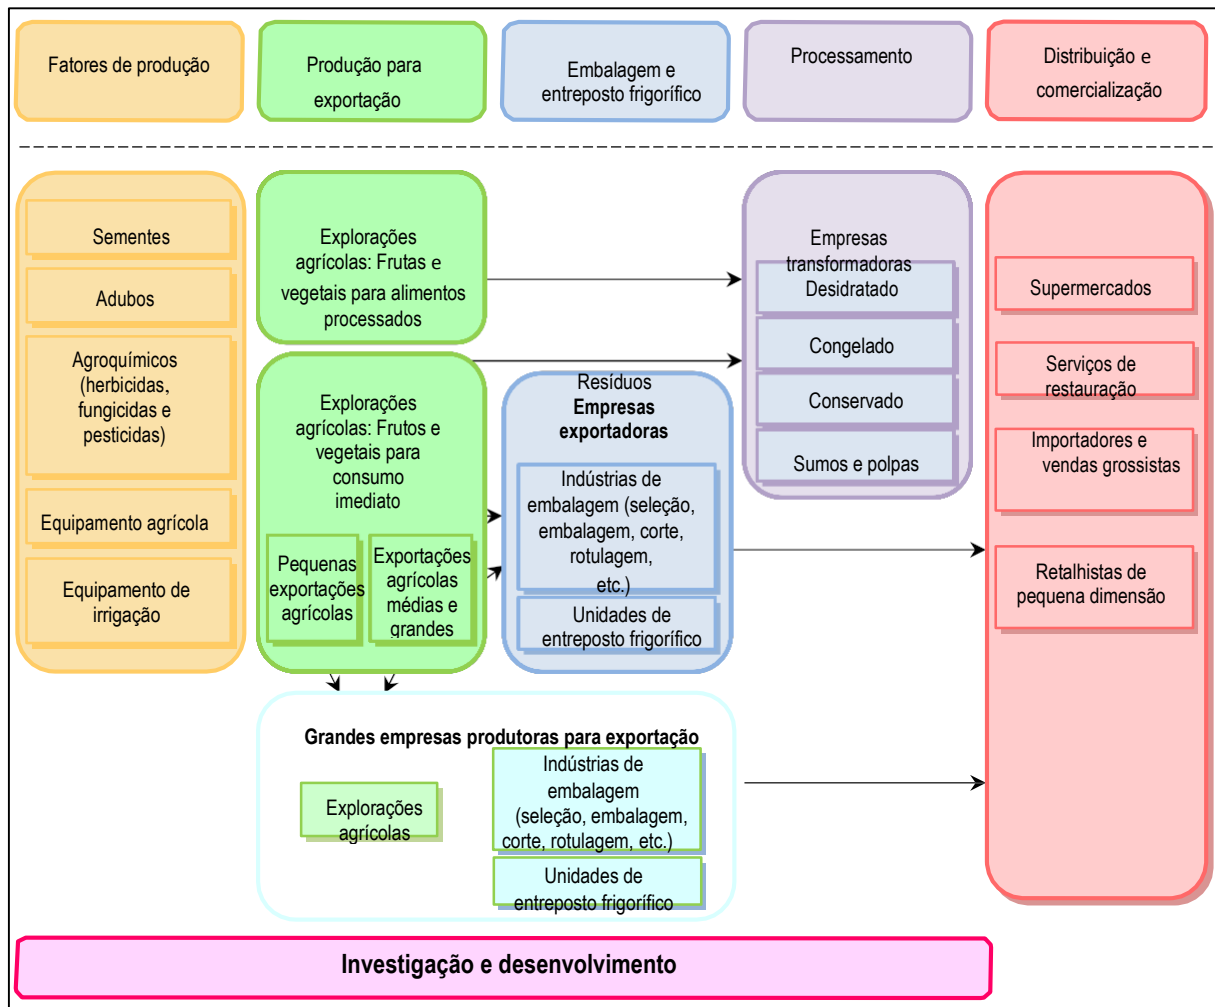 Fatores de produção
Produção para
exportação
Embalagem e
entreposto frigorífico
Processamento
Distribuição e
comercialização
Sementes
Adubos
Agroquímicos
(herbicidas,
fungicidas e
pesticidas)
Equipamento agrícola
Equipamento de
irrigação
Explorações
agrícolas: Frutas e
vegetais para alimentos
processados
Explorações
agrícolas: Frutos e
vegetais para
consumo
imediato
Pequenas
exportações
agrícolas
Exportações
agrícolas
médias e
grandes
Resíduos
Empresas
exportadoras
Indústrias de
embalagem (seleção,
embalagem, corte,
rotulagem,
etc.)
Unidades de
entreposto frigorífico
Empresas
transformadoras
Desidratado
Congelado
Conservado
Sumos e polpas
Supermercados
Serviços de
restauração
Importadores e
vendas grossistas
Retalhistas de
pequena dimensão
Grandes empresas produtoras para exportação
Explorações
agrícolas
Indústrias de
embalagem
(seleção, embalagem,
corte, rotulagem, etc.)
Unidades de
entreposto frigorífico
Investigação e desenvolvimento